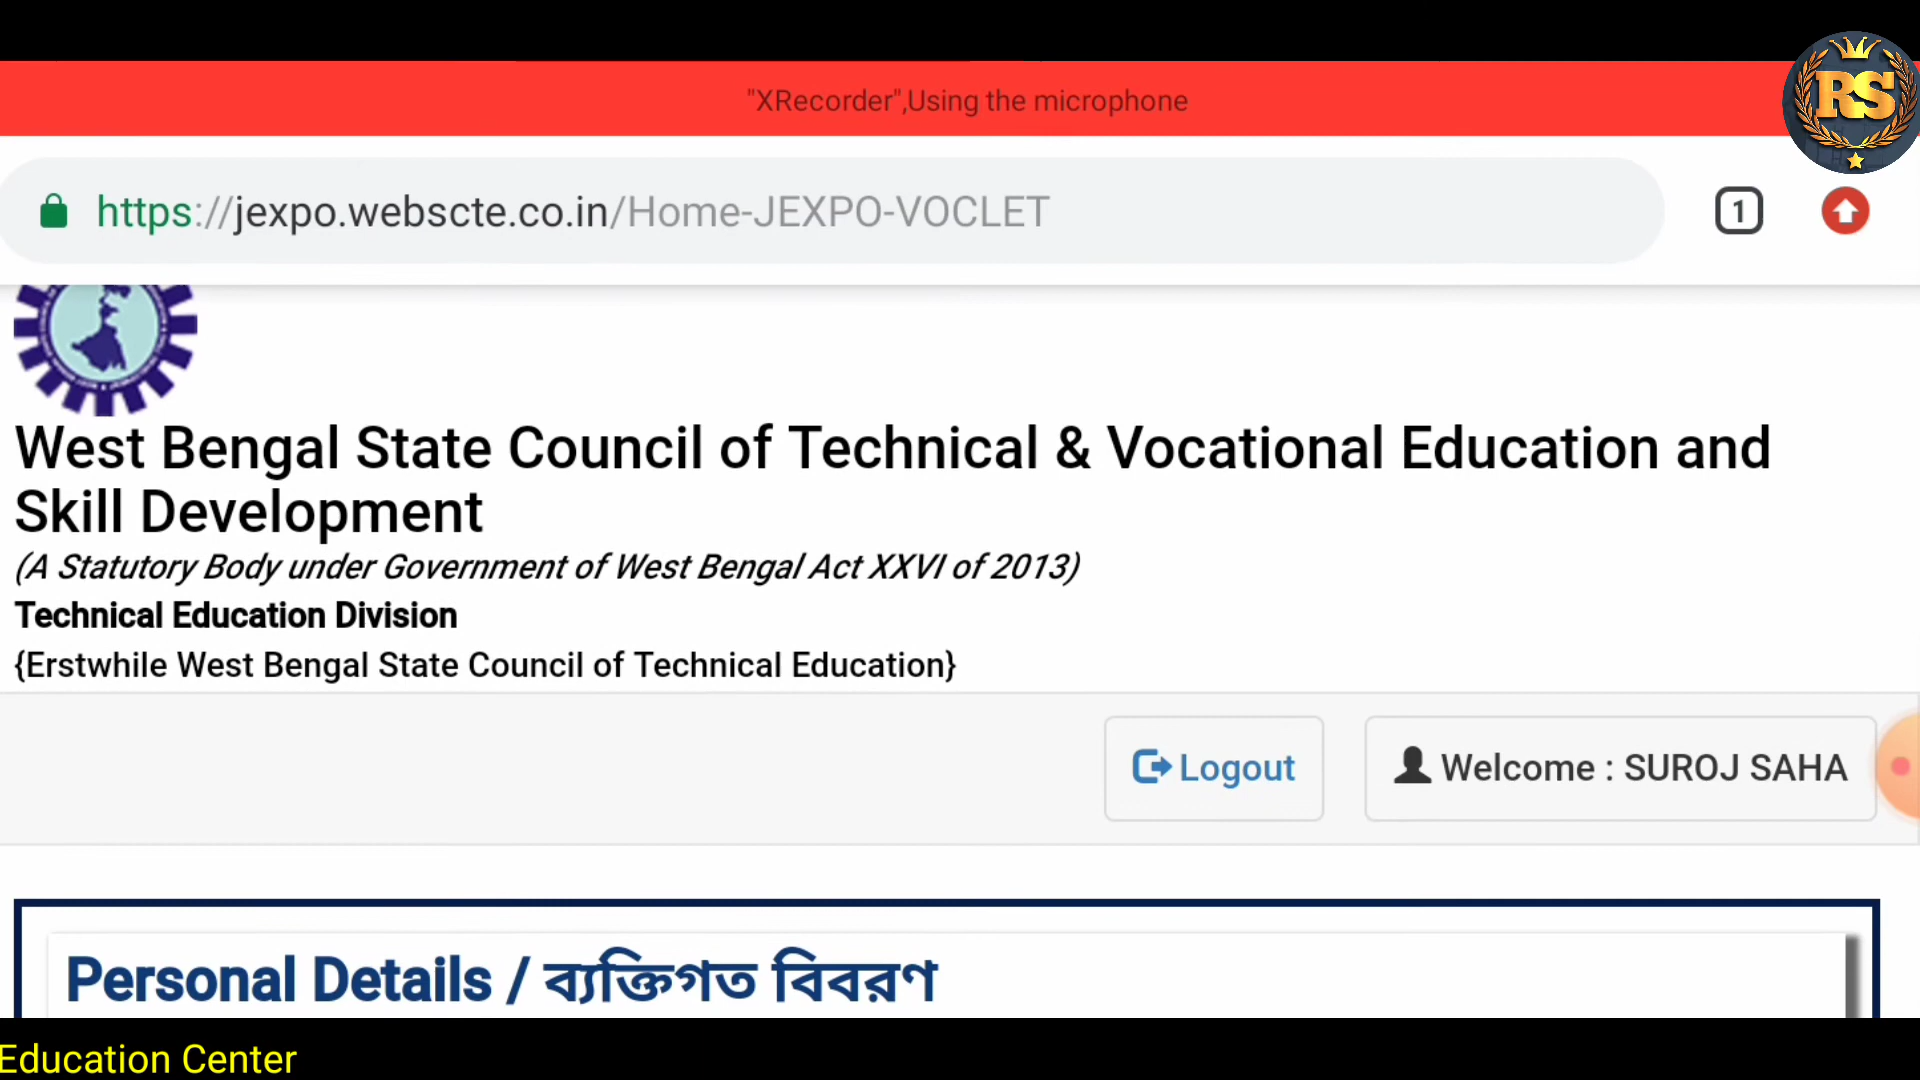 "XRecorder",Using the microphone
RS
https://jexpo.webscte.co.in/Home-JEXPO-VOCLET
1
West Bengal State Council of Technical & Vocational Education and
Skill Development
(A Statutory Body under Government of West Bengal Act XXVI of 2013)
Technical Education Division
{Erstwhile West Bengal State Council of Technical Education}
Logout
Welcome : SUROJ SAHA
Personal Details / ব্যক্তিগত বিবরণ
Education Center